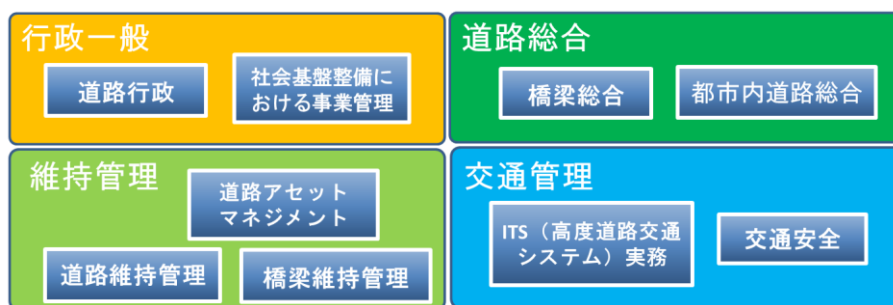 行政一般
道路行政
社会基盤整備に
おける事業管理
道路総合
橋梁総合
都市内道路総合
維持管理
道路アセット
マネジメント
道路維持管理
橋梁維持管理
交通管理
ITS（高度道路交通
システム）実務
交通安全